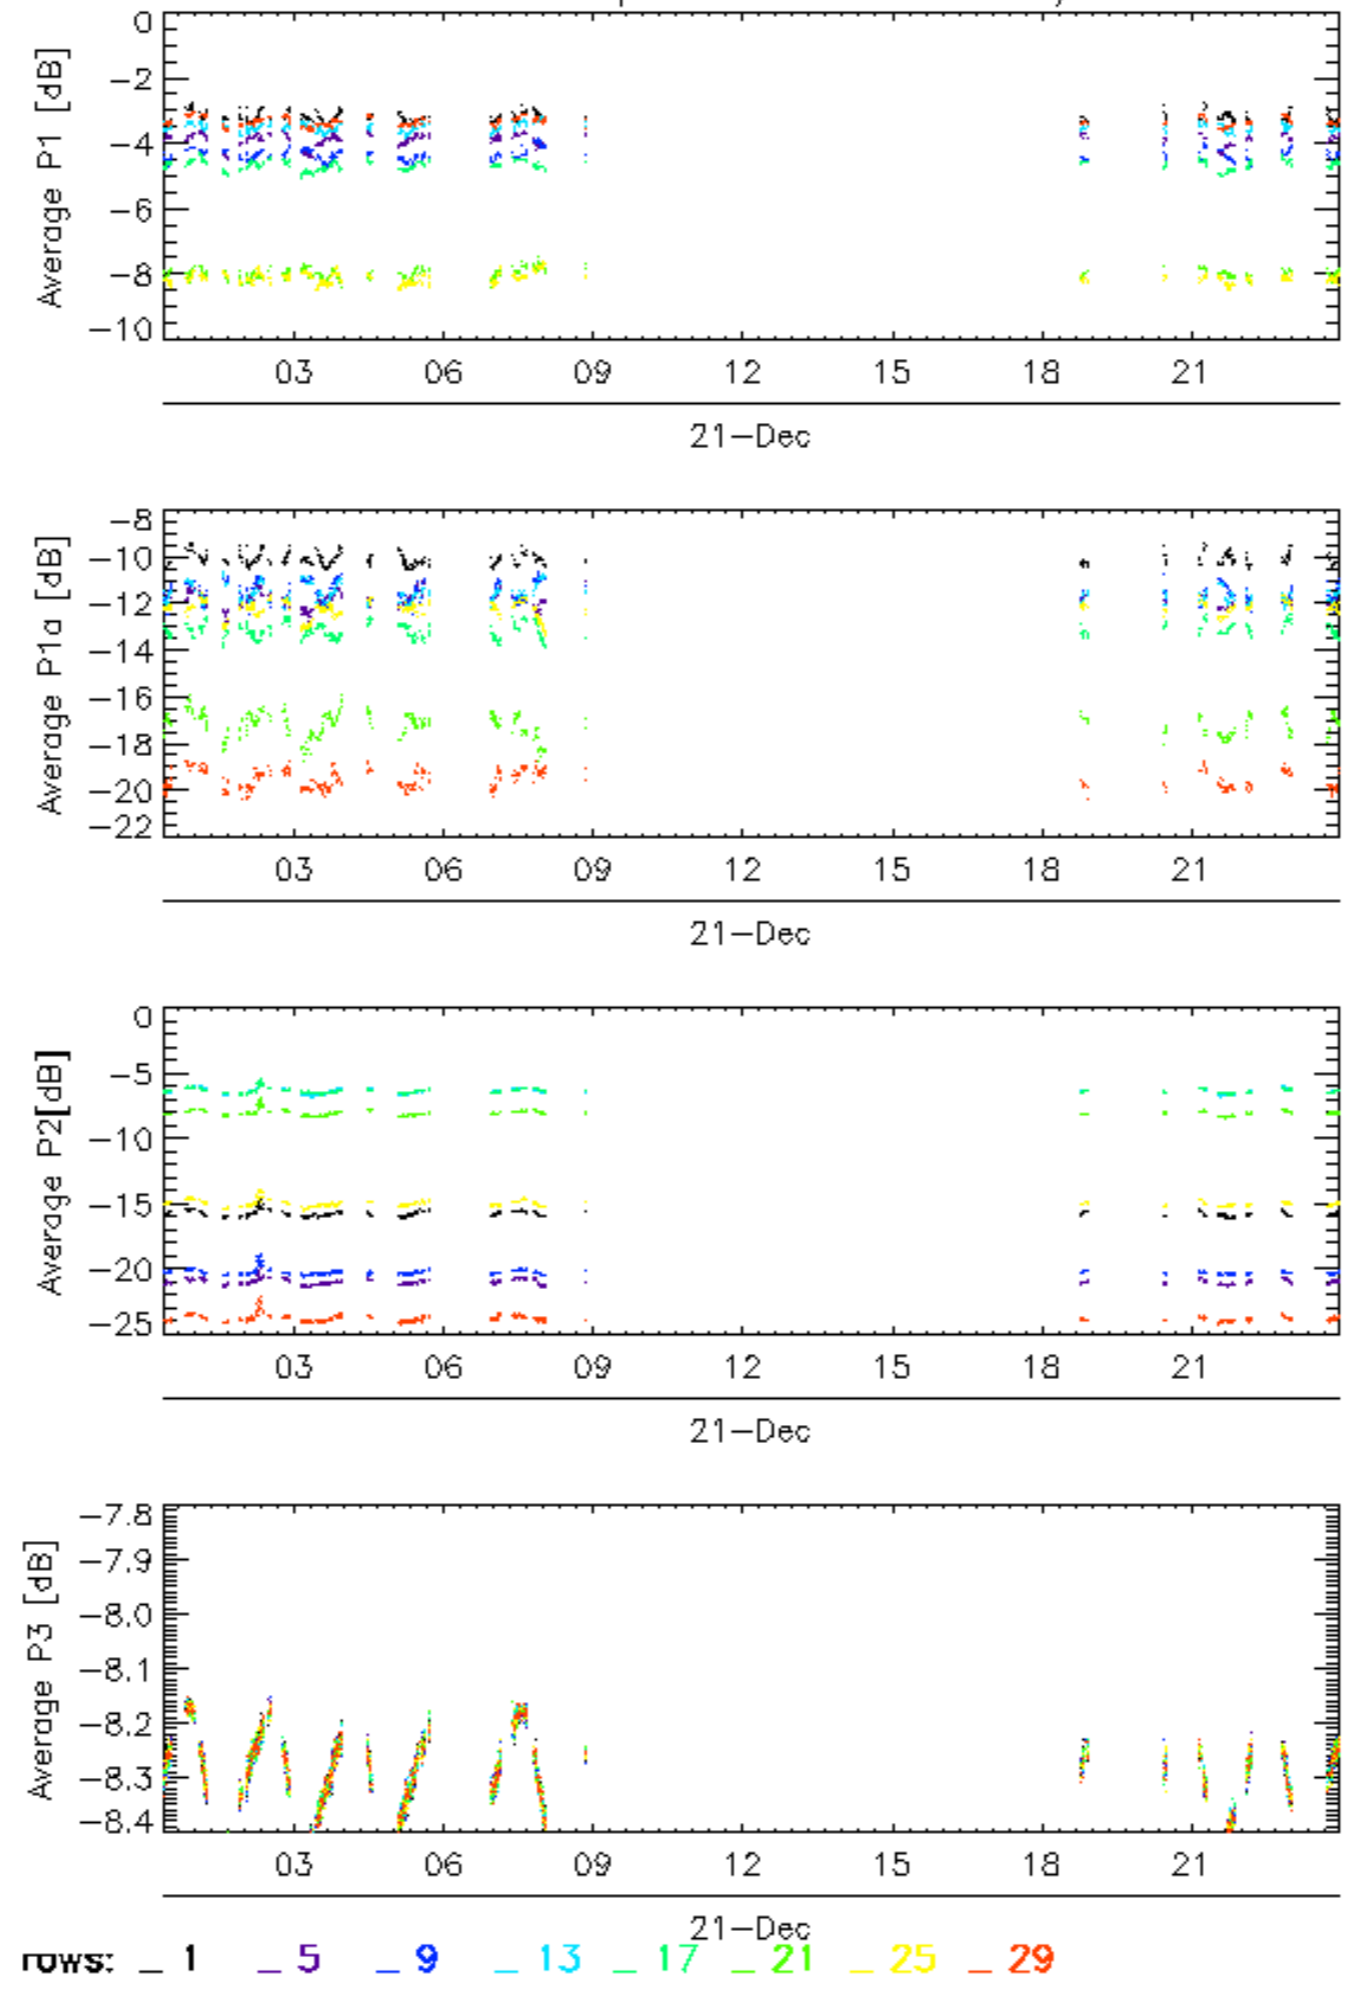 0
−2
−4
−6
−8
−10
Average P1 [dB]
03 06 09 12 15 18 21
21−Dec
−8
−10
−12
−14
−16
−18
−20
−22
Average P1a [dB]
03 06 09 12 15 18 21
21−Dec
0
−5
−10
−15
−20
−25
Average P2[dB]
03 06 09 12 15 18 21
21−Dec
−7.8
−7.9
−8.0
−8.1
−8.2
−8.3
−8.4
Average P3 [dB]
03 06 09 12 15 18 21
21−Dec
rows: _ 1 _ 5 _ 9 _ 13 _ 17 _ 21 _ 25 _ 29